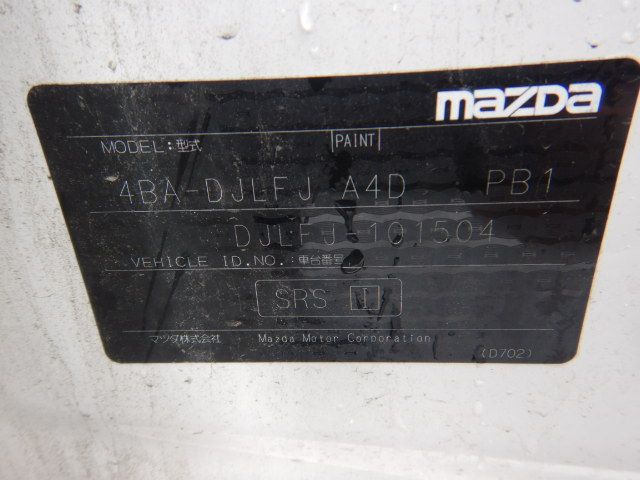 mazda
MODEL:型式 PAINT
4BA-DJLFJ A4D PB1
DJLFJ-101504
VEHICLE ID.NO.:車台番号
SRS II
マツダ株式会社 Mazda Motor Corporation (D702)